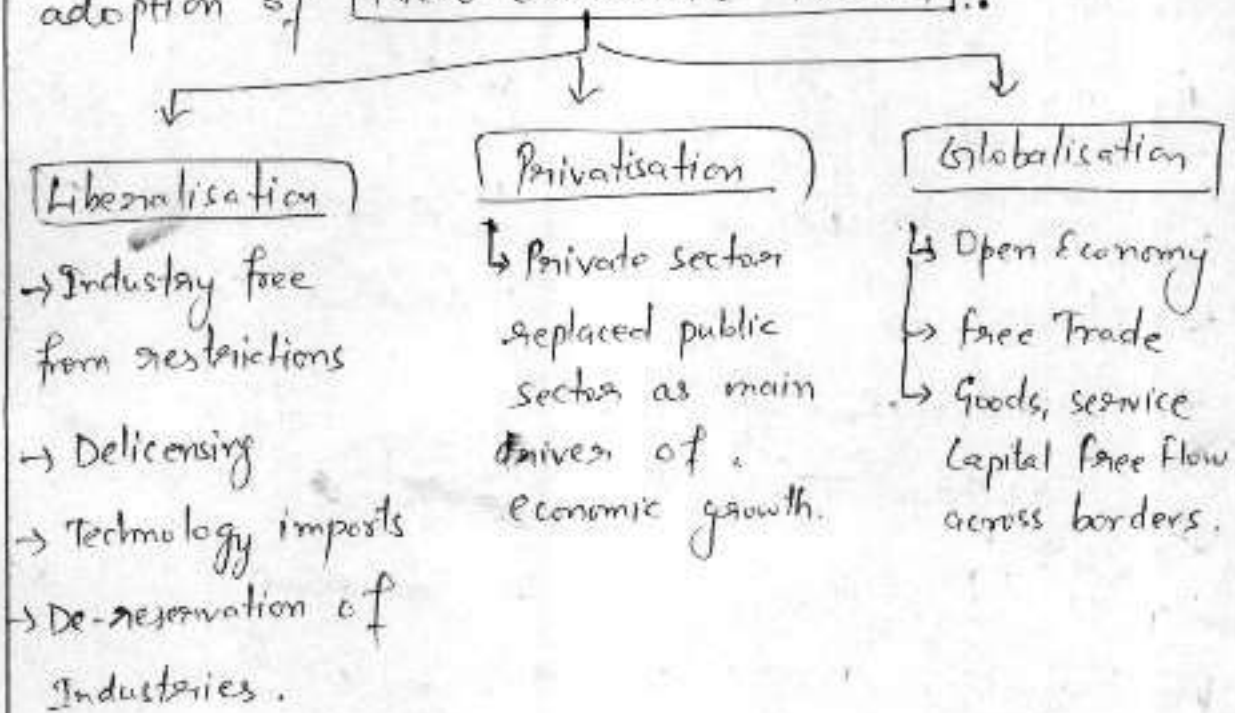 adoption of
Liberalisation
→ Industry free
from restrictions
→ Delicensing
→ Technology imports
→ De-reservation of
Industries.
Privatisation
↳ Private sector
replaced public
sector as main
driver of.
economic growth.
Globalisation
↳ Open Economy
↳ free Trade
↳ Goods, service
Capital free flow
across borders.